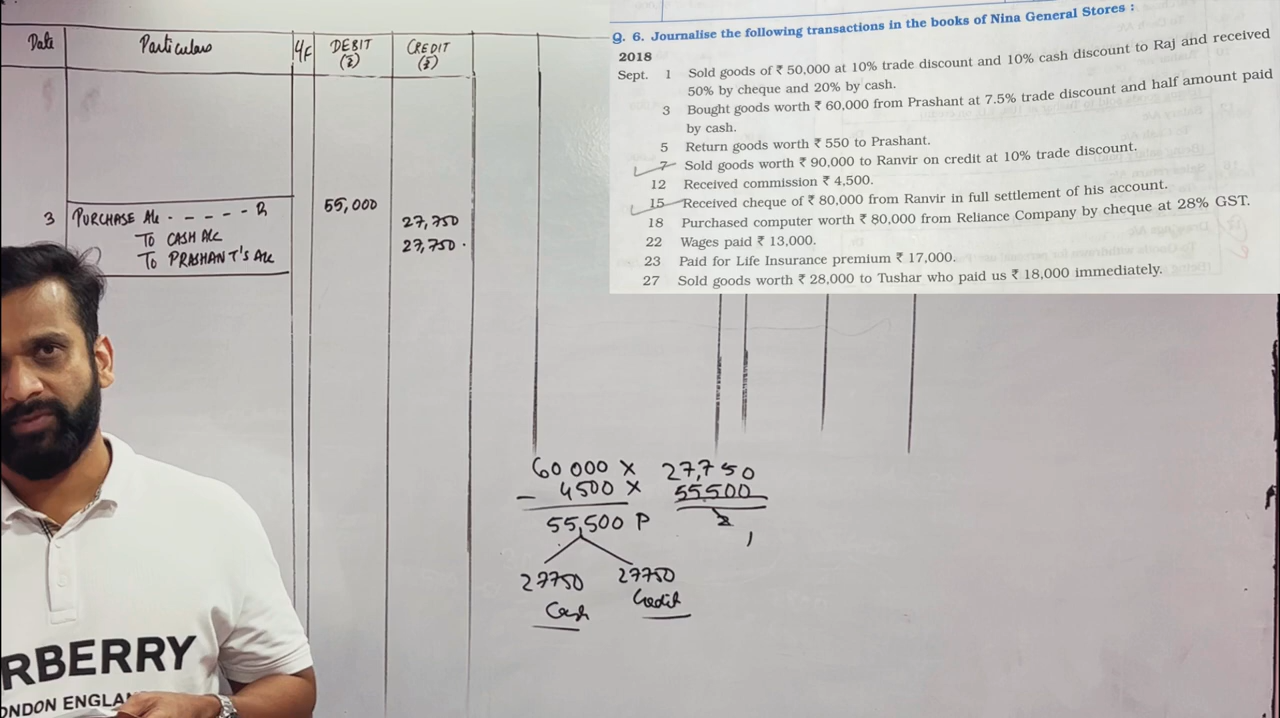 Date Particulars L/F DEBIT (₹) CREDIT (₹)
3 PURCHASE A/c - - - - - Dr 55,000
TO CASH A/c 27,750
TO PRASHANT'S A/c 27,750
Q. 6. Journalise the following transactions in the books of Nina General Stores :
2018
Sept. 1 Sold goods of ₹ 50,000 at 10% trade discount and 10% cash discount to Raj and received
50% by cheque and 20% by cash.
3 Bought goods worth ₹ 60,000 from Prashant at 7.5% trade discount and half amount paid
by cash.
5 Return goods worth ₹ 550 to Prashant.
7 Sold goods worth ₹ 90,000 to Ranvir on credit at 10% trade discount.
12 Received commission ₹ 4,500.
15 Received cheque of ₹ 80,000 from Ranvir in full settlement of his account.
18 Purchased computer worth ₹ 80,000 from Reliance Company by cheque at 28% GST.
22 Wages paid ₹ 13,000.
23 Paid for Life Insurance premium ₹ 17,000.
27 Sold goods worth ₹ 28,000 to Tushar who paid us ₹ 18,000 immediately.
60 000 X 27,750
- 4500 X 55,500
55,500 P 2
1
27750 27750
Cash Credit
RBERRY
ONDON ENGLA